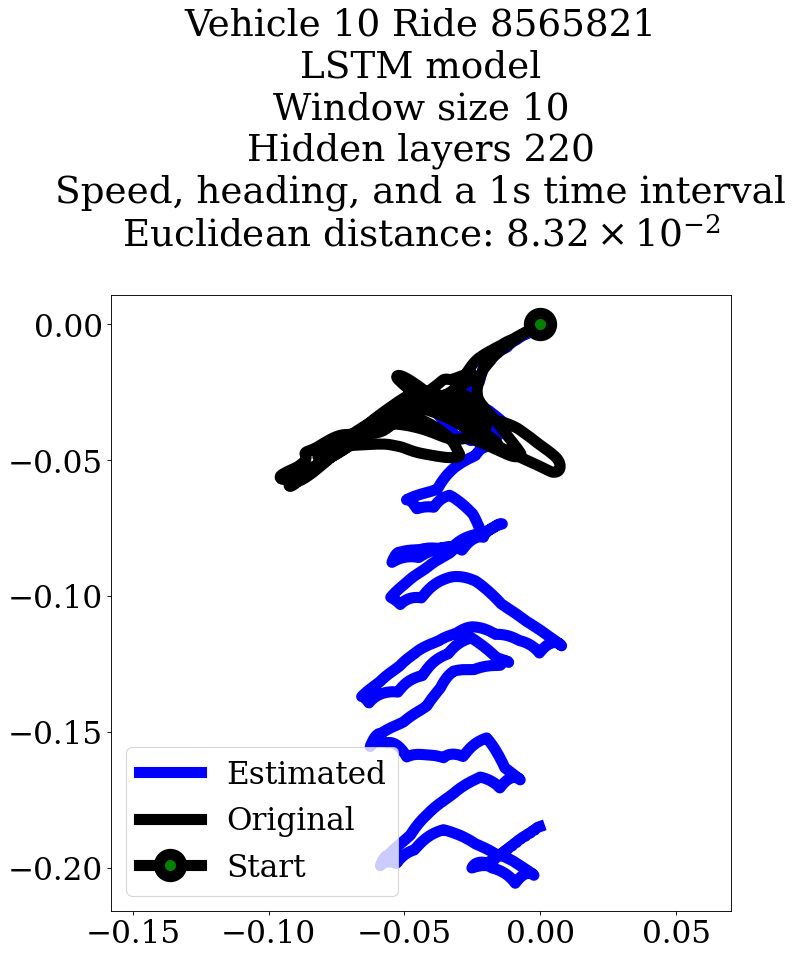 Vehicle 10 Ride 8565821
LSTM model
Window size 10
Hidden layers 220
Speed, heading, and a 1s time interval
Euclidean distance: 8.32 × 10⁻²
0.00
−0.05
−0.10
−0.15
−0.20
Estimated
Original
Start
−0.15 −0.10 −0.05 0.00 0.05